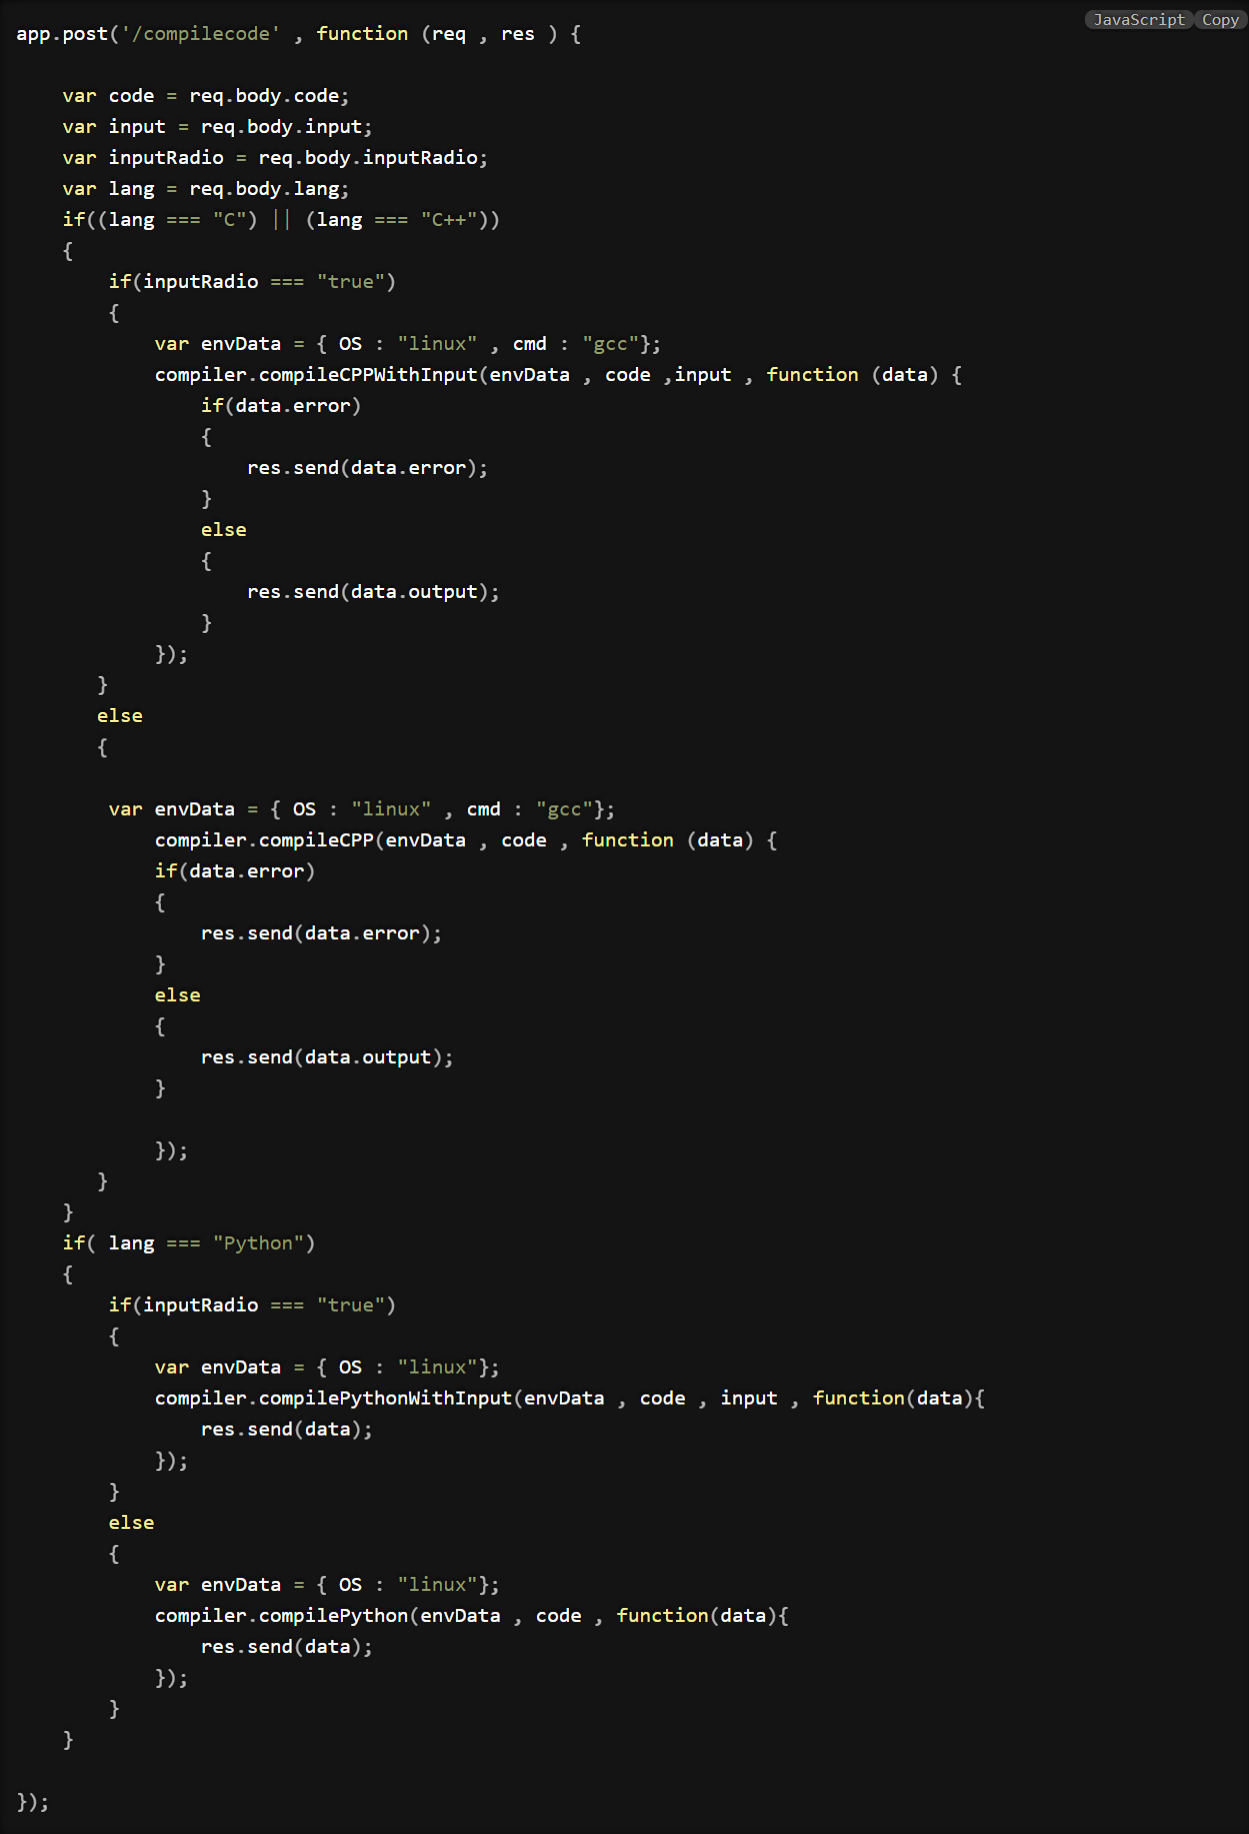 JavaScript Copy
app.post('/compilecode' , function (req , res ) {
    var code = req.body.code;
    var input = req.body.input;
    var inputRadio = req.body.inputRadio;
    var lang = req.body.lang;
    if((lang === "C") || (lang === "C++"))
    {
        if(inputRadio === "true")
        {
            var envData = { OS : "linux" , cmd : "gcc"};
            compiler.compileCPPWithInput(envData , code ,input , function (data) {
                if(data.error)
                {
                    res.send(data.error);
                }
                else
                {
                    res.send(data.output);
                }
            });
       }
       else
       {
        var envData = { OS : "linux" , cmd : "gcc"};
            compiler.compileCPP(envData , code , function (data) {
            if(data.error)
            {
                res.send(data.error);
            }
            else
            {
                res.send(data.output);
            }
            });
       }
    }
    if( lang === "Python")
    {
        if(inputRadio === "true")
        {
            var envData = { OS : "linux"};
            compiler.compilePythonWithInput(envData , code , input , function(data){
                res.send(data);
            });
        }
        else
        {
            var envData = { OS : "linux"};
            compiler.compilePython(envData , code , function(data){
                res.send(data);
            });
        }
    }
});